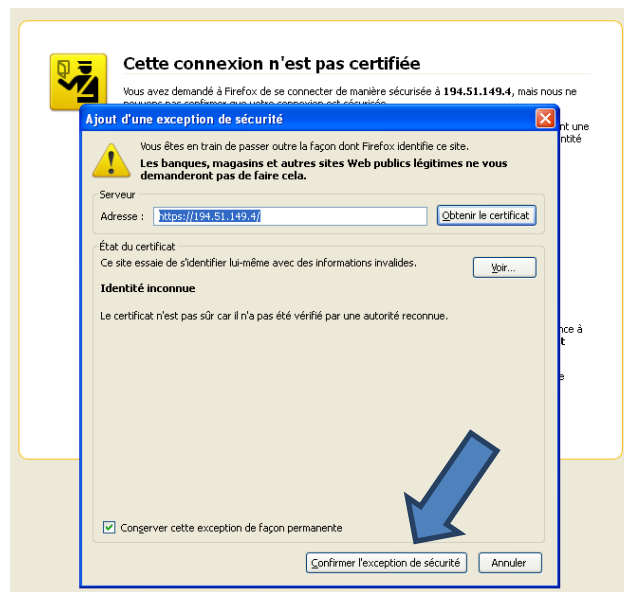 Cette connexion n'est pas certifiée
Vous avez demandé à Firefox de se connecter de manière sécurisée à 194.51.149.4, mais nous ne
Ajout d'une exception de sécurité
nt une
ntité
Vous êtes en train de passer outre la façon dont Firefox identifie ce site.
Les banques, magasins et autres sites Web publics légitimes ne vous
demanderont pas de faire cela.
Serveur
Adresse : https://194.51.149.4/ Obtenir le certificat
État du certificat
Ce site essaie de s'identifier lui-même avec des informations invalides. Voir...
Identité inconnue
Le certificat n'est pas sûr car il n'a pas été vérifié par une autorité reconnue.
nce à
t
e
Conserver cette exception de façon permanente
Confirmer l'exception de sécurité Annuler